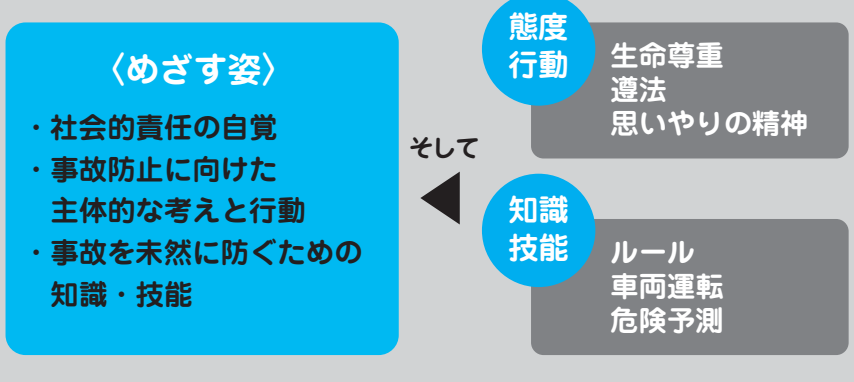 〈めざす姿〉
・社会的責任の自覚
・事故防止に向けた
主体的な考えと行動
・事故を未然に防ぐための
知識・技能
そして
態度
行動
生命尊重
遵法
思いやりの精神
知識
技能
ルール
車両運転
危険予測